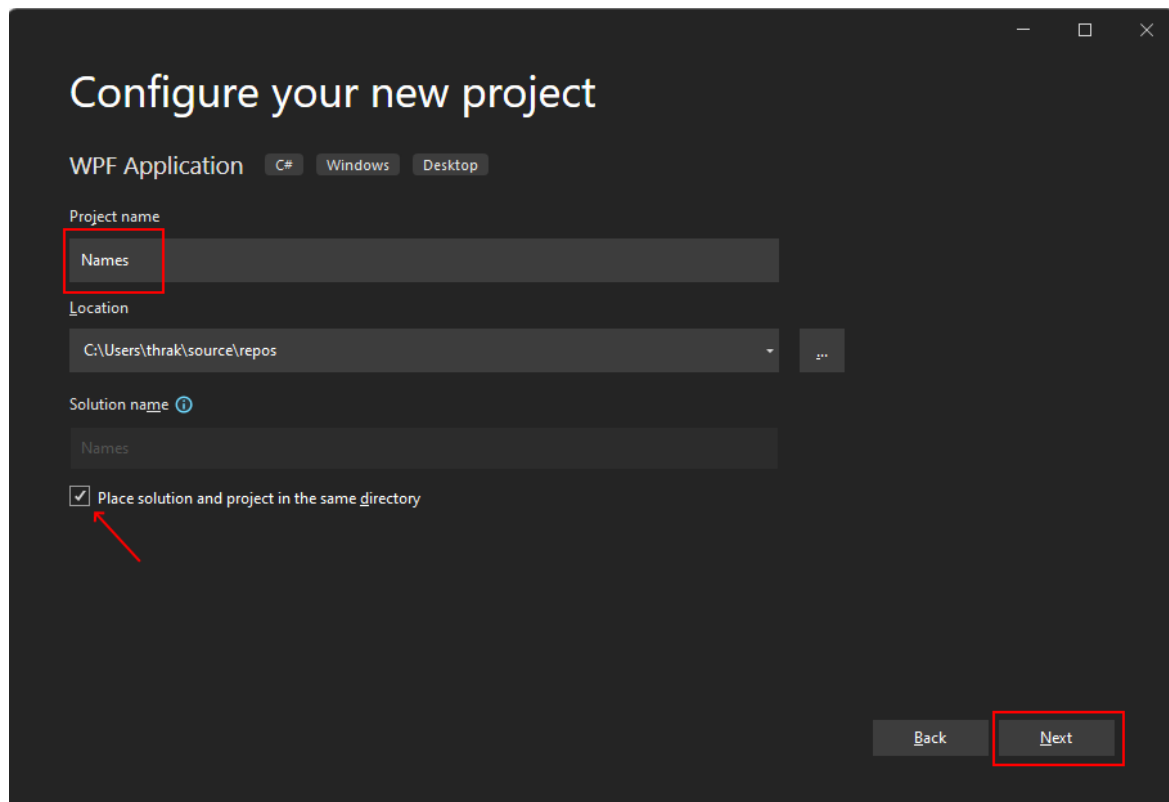 Configure your new project
WPF Application C# Windows Desktop
Project name
Names
Location
C:\Users\thrak\source\repos
...
Solution name
Names
Place solution and project in the same directory
Back Next